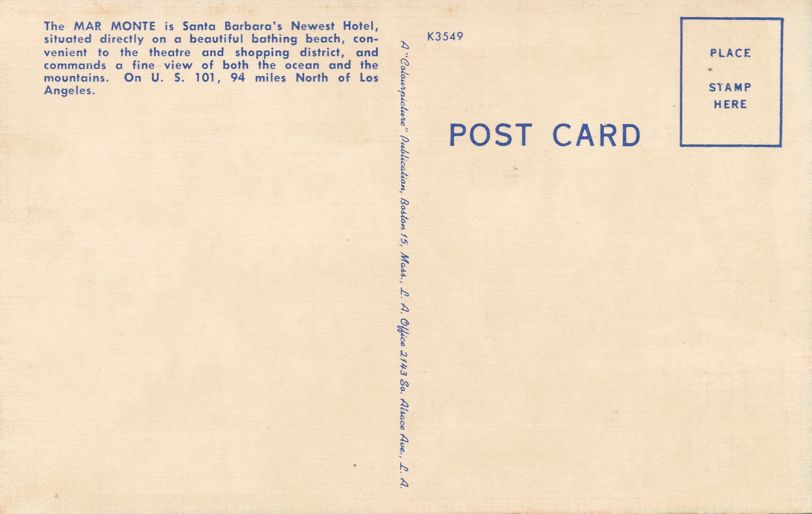 The MAR MONTE is Santa Barbara's Newest Hotel,
situated directly on a beautiful bathing beach, con-
venient to the theatre and shopping district, and
commands a fine view of both the ocean and the
mountains. On U. S. 101, 94 miles North of Los
Angeles.
A "Colourpicture" Publication, Boston 15, Mass., L. A. Office 2143 So. Alsace Ave., L. A.
K3549
POST CARD
PLACE
STAMP
HERE